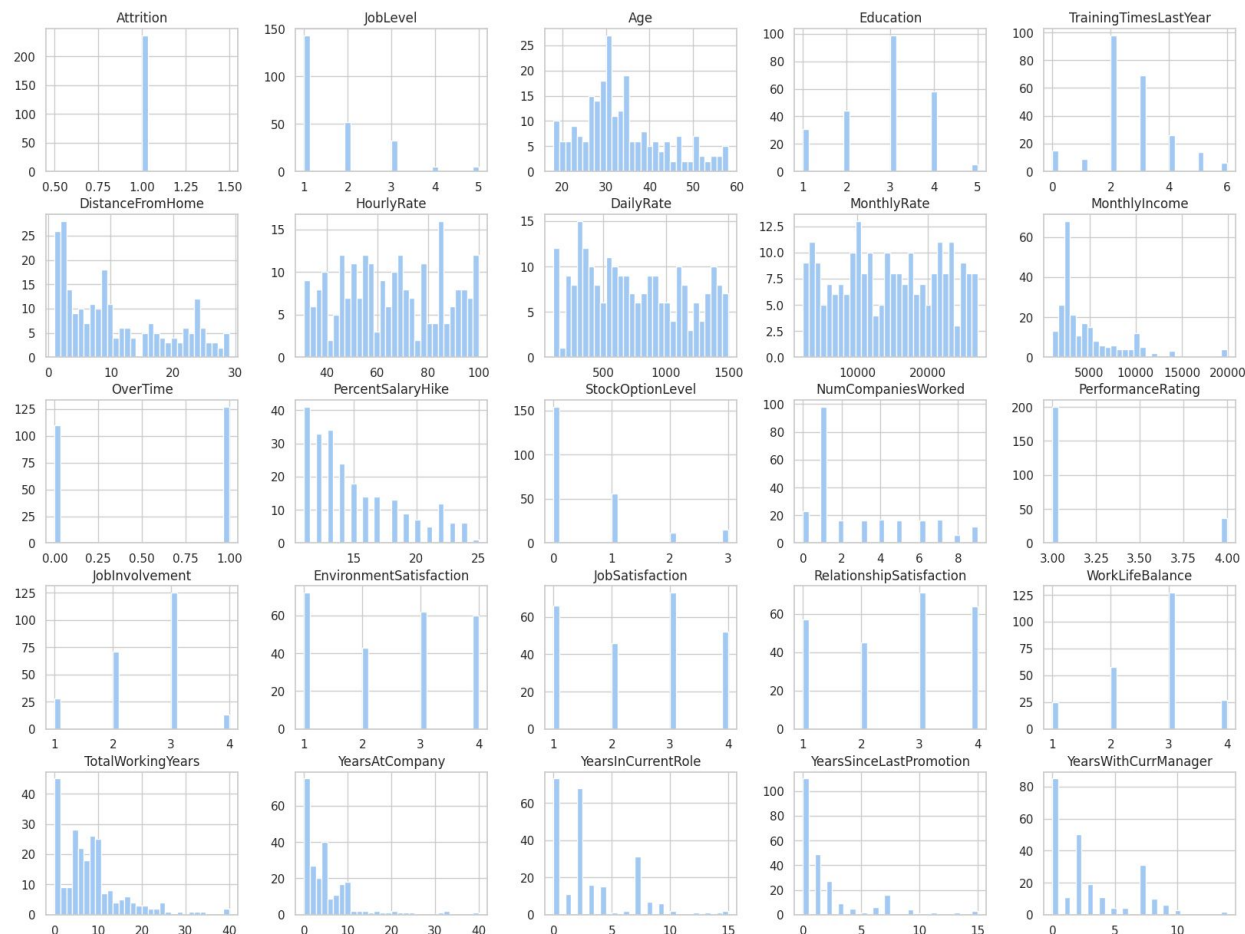 Attrition JobLevel Age Education TrainingTimesLastYear
200 150 100 50 0
150 100 50 0
25 20 15 10 5 0
100 80 60 40 20 0
100 80 60 40 20 0
0.50 0.75 1.00 1.25 1.50
1 2 3 4 5
20 30 40 50 60
1 2 3 4 5
0 2 4 6
DistanceFromHome HourlyRate DailyRate MonthlyRate MonthlyIncome
25 20 15 10 5 0
15 10 5 0
15 10 5 0
12.5 10.0 7.5 5.0 2.5 0.0
60 40 20 0
0 10 20 30
40 60 80 100
500 1000 1500
10000 20000
5000 10000 15000 20000
OverTime PercentSalaryHike StockOptionLevel NumCompaniesWorked PerformanceRating
125 100 75 50 25 0
40 30 20 10 0
150 100 50 0
100 80 60 40 20 0
200 150 100 50 0
0.00 0.25 0.50 0.75 1.00
15 20 25
0 1 2 3
0 2 4 6 8
3.00 3.25 3.50 3.75 4.00
JobInvolvement EnvironmentSatisfaction JobSatisfaction RelationshipSatisfaction WorkLifeBalance
125 100 75 50 25 0
60 40 20 0
60 40 20 0
60 40 20 0
125 100 75 50 25 0
1 2 3 4
1 2 3 4
1 2 3 4
1 2 3 4
1 2 3 4
TotalWorkingYears YearsAtCompany YearsInCurrentRole YearsSinceLastPromotion YearsWithCurrManager
40 30 20 10 0
60 40 20 0
60 40 20 0
100 80 60 40 20 0
80 60 40 20 0
0 10 20 30 40
0 10 20 30 40
0 5 10 15
0 5 10 15
0 5 10